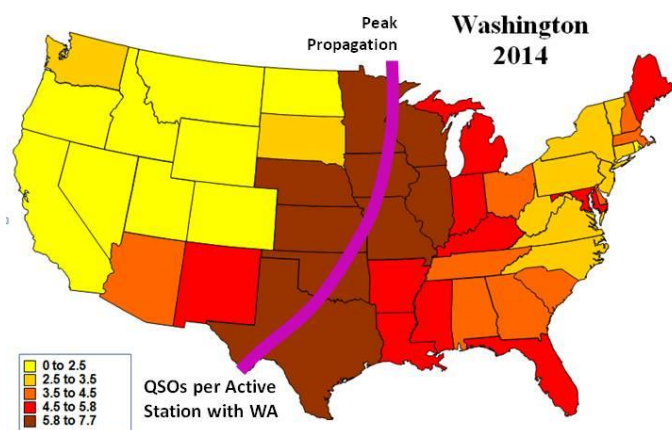 Peak
Propagation
Washington
2014
0 to 2.5
2.5 to 3.5
3.5 to 4.5
4.5 to 5.8
5.8 to 7.7
QSOs per Active
Station with WA